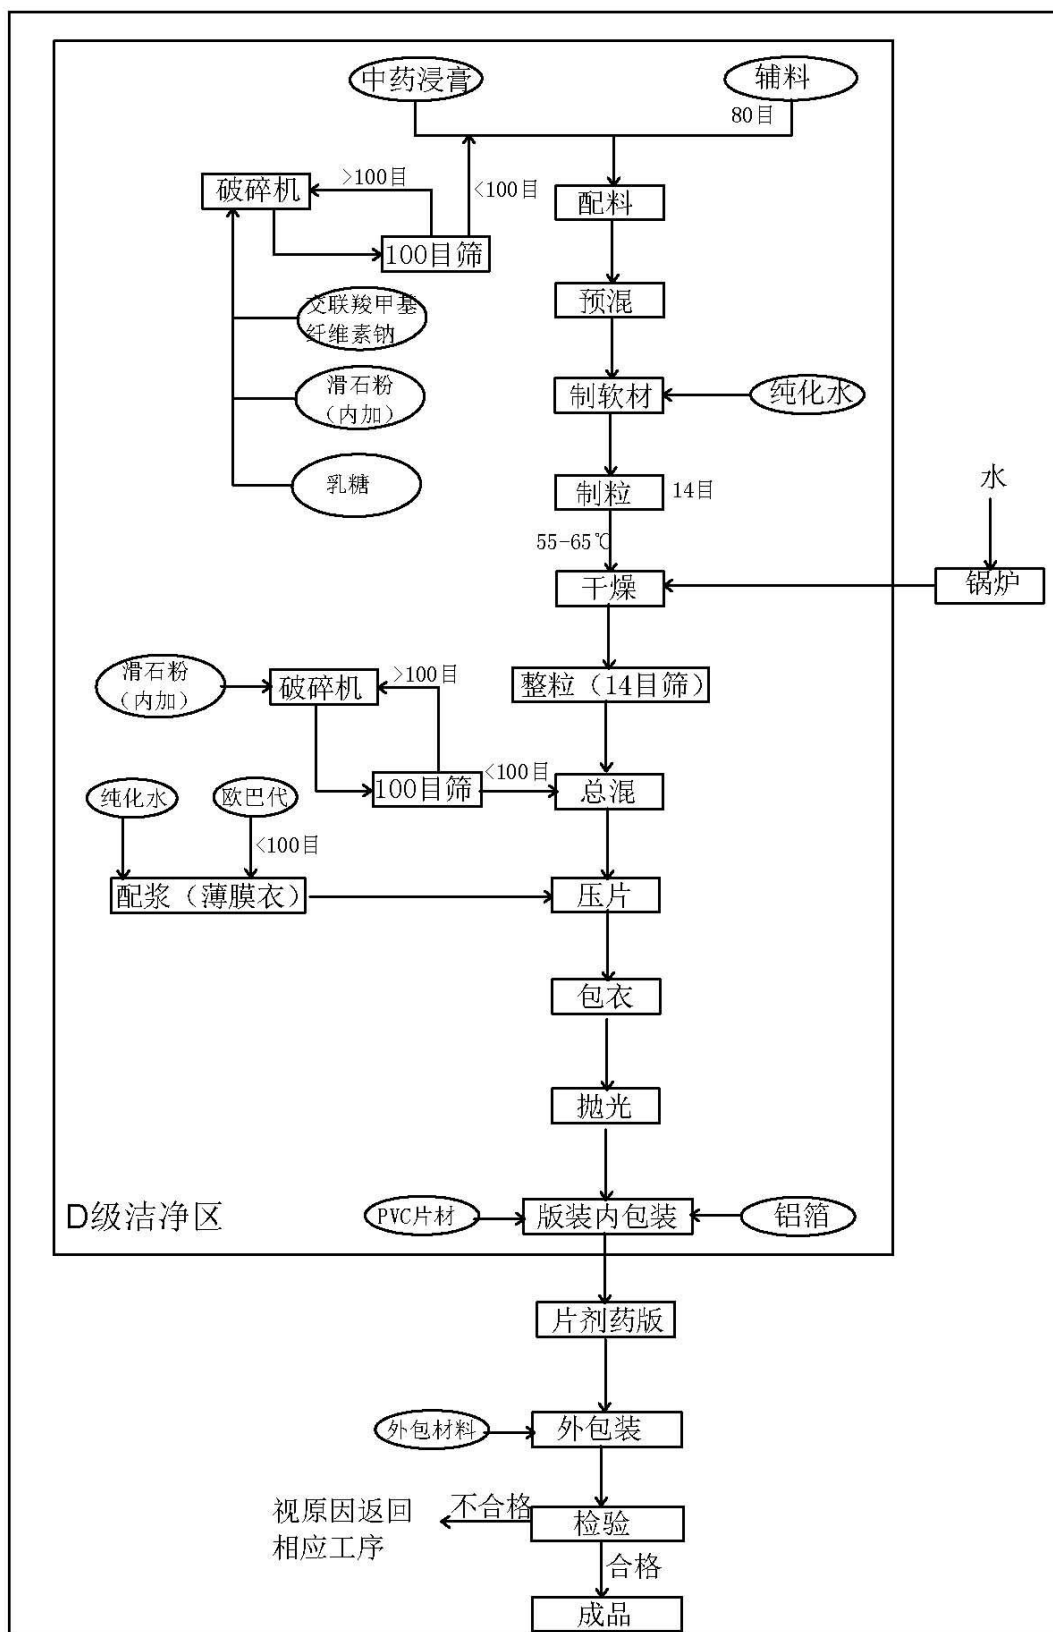 中药浸膏
辅料
80目
破碎机
>100目
<100目
100目筛
配料
交联羧甲基
纤维素钠
预混
滑石粉
（内加）
制软材
纯化水
乳糖
制粒
14目
水
55-65℃
干燥
锅炉
滑石粉
（内加）
破碎机
>100目
整粒（14目筛）
100目筛
<100目
总混
纯化水
欧巴代
<100目
配浆（薄膜衣）
压片
包衣
抛光
D级洁净区
PVC片材
版装内包装
铝箔
片剂药版
外包材料
外包装
视原因返回
相应工序
不合格
检验
合格
成品